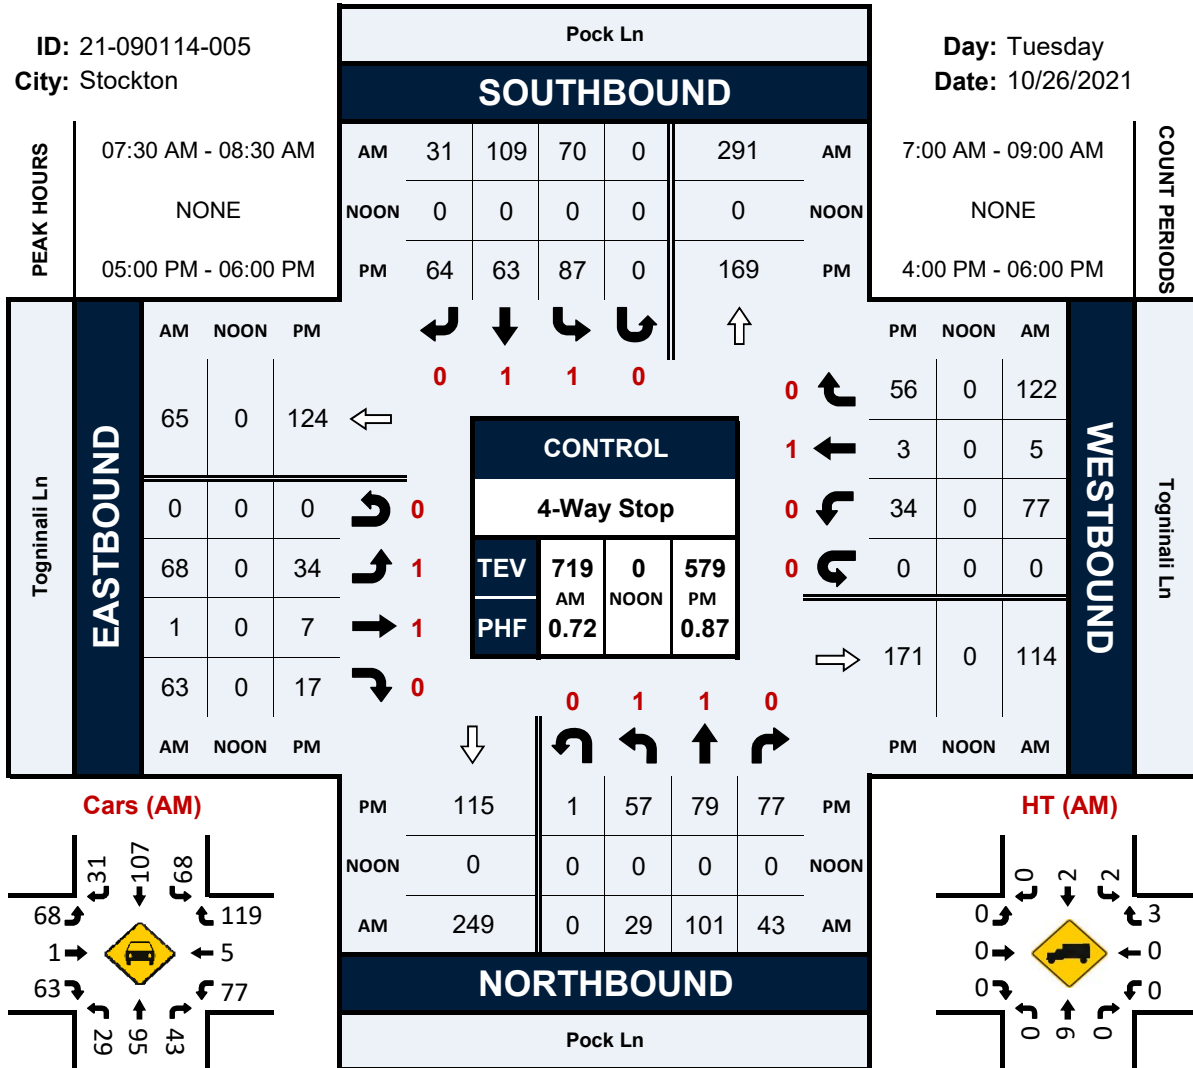 ID: 21-090114-005
City: Stockton
Pock Ln
Day: Tuesday
Date: 10/26/2021
SOUTHBOUND
PEAK HOURS
07:30 AM - 08:30 AM
NONE
05:00 PM - 06:00 PM
AM 31 109 70 0 291 AM
NOON 0 0 0 0 0 NOON
PM 64 63 87 0 169 PM
7:00 AM - 09:00 AM
NONE
4:00 PM - 06:00 PM
COUNT PERIODS
0 1 1 0
Togninali Ln
EASTBOUND
AM NOON PM
65 0 124
0 0 0 0
68 0 34 1
1 0 7 1
63 0 17 0
AM NOON PM
CONTROL
4-Way Stop
TEV 719 0 579
AM NOON PM
PHF 0.72 0.87
PM NOON AM
0 56 0 122
1 3 0 5
0 34 0 77
0 0 0 0
171 0 114
PM NOON AM
WESTBOUND
Togninali Ln
0 1 1 0
PM 115 1 57 79 77 PM
NOON 0 0 0 0 0 NOON
AM 249 0 29 101 43 AM
NORTHBOUND
Pock Ln
Cars (AM)
31 107 68
68 119
1 5
63 77
29 95 43
HT (AM)
0 2 2
0 3
0 0
0 0
0 6 0